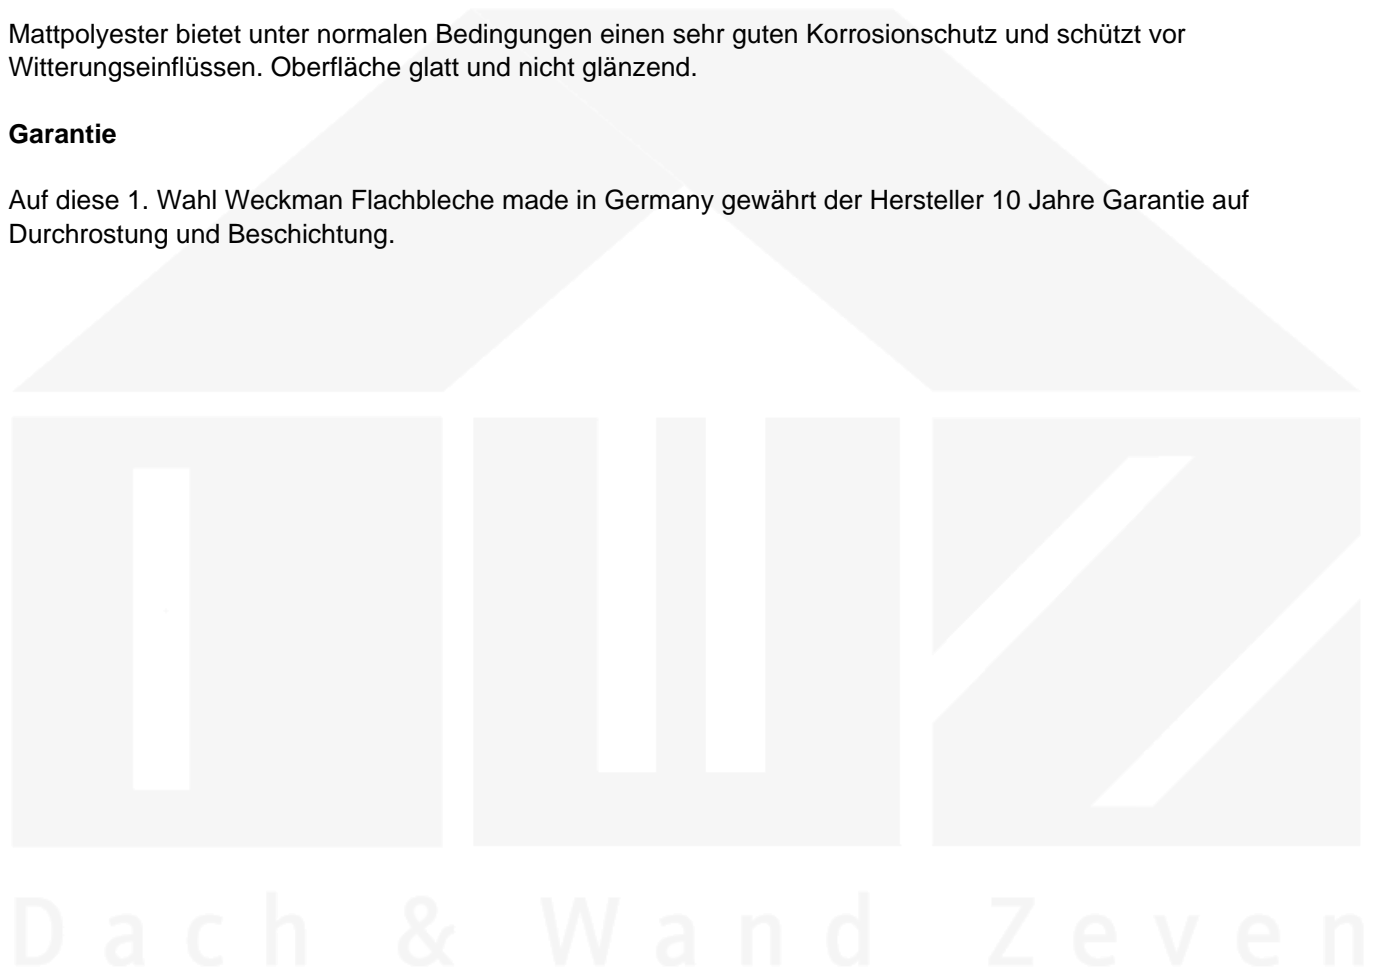 Mattpolyester bietet unter normalen Bedingungen einen sehr guten Korrosionschutz und schützt vor
Witterungseinflüssen. Oberfläche glatt und nicht glänzend.
Garantie
Auf diese 1. Wahl Weckman Flachbleche made in Germany gewährt der Hersteller 10 Jahre Garantie auf
Durchrostung und Beschichtung.
Dach & Wand Zeven